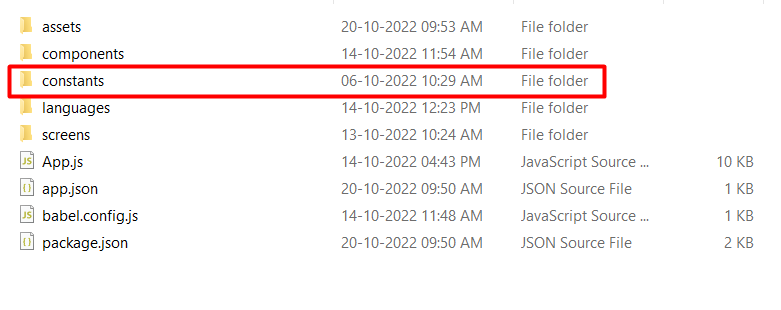 assets 20-10-2022 09:53 AM File folder
components 14-10-2022 11:54 AM File folder
constants 06-10-2022 10:29 AM File folder
languages 14-10-2022 12:23 PM File folder
screens 13-10-2022 10:24 AM File folder
JS App.js 14-10-2022 04:43 PM JavaScript Source ... 10 KB
{} app.json 20-10-2022 09:50 AM JSON Source File 1 KB
JS babel.config.js 14-10-2022 11:48 AM JavaScript Source ... 1 KB
{} package.json 20-10-2022 09:50 AM JSON Source File 2 KB